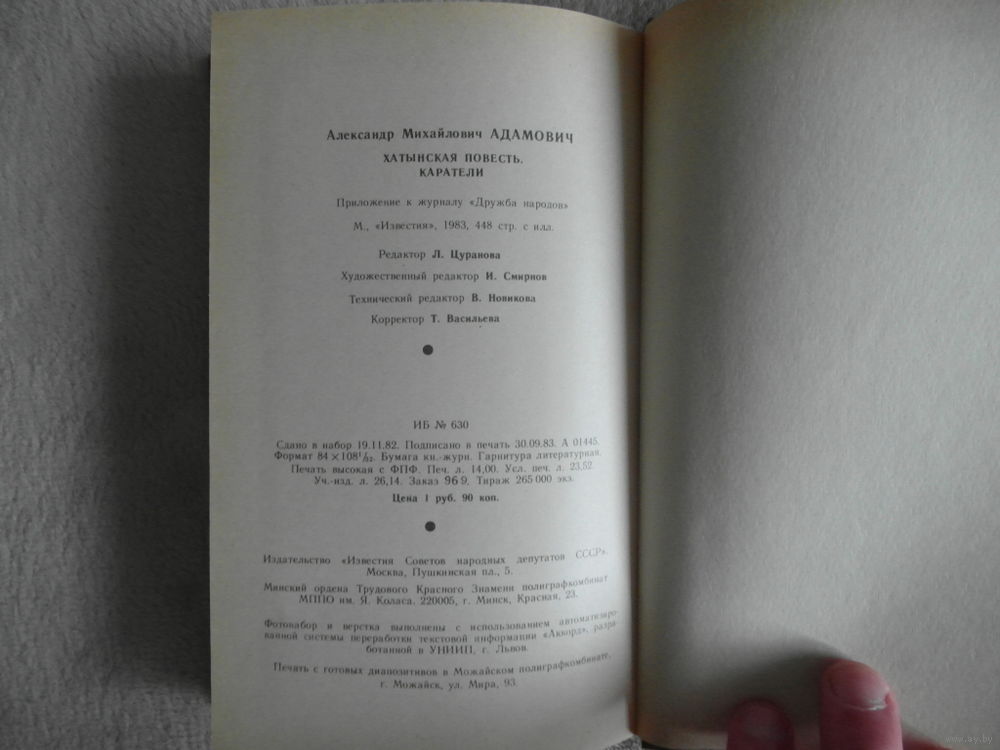 Александр Михайлович АДАМОВИЧ
ХАТЫНСКАЯ ПОВЕСТЬ.
КАРАТЕЛИ
Приложение к журналу «Дружба народов»
М., «Известия», 1983, 448 стр. с илл.
Редактор Л. Цуранова
Художественный редактор И. Смирнов
Технический редактор В. Новикова
Корректор Т. Васильева
ИБ № 630
Сдано в набор 19.11.82. Подписано в печать 30.09.83. А 01445.
Формат 84×108¹/₃₂. Бумага кн.-журн. Гарнитура литературная.
Печать высокая с ФПФ. Печ. л. 14,00. Усл. печ. л. 23,52.
Уч.-изд. л. 26,14. Заказ 969. Тираж 265 000 экз.
Цена 1 руб. 90 коп.
Издательство «Известия Советов народных депутатов СССР».
Москва, Пушкинская пл., 5.
Минский ордена Трудового Красного Знамени полиграфкомбинат
МППО им. Я. Коласа. 220005, г. Минск, Красная, 23.
Фотонабор и верстка выполнены с использованием автоматизиро-
ванной системы переработки текстовой информации «Аккорд», разра-
ботанной в УНИИП, г. Львов.
Печать с готовых диапозитивов в Можайском полиграфкомбинате,
г. Можайск, ул. Мира, 93.
www.ay.by